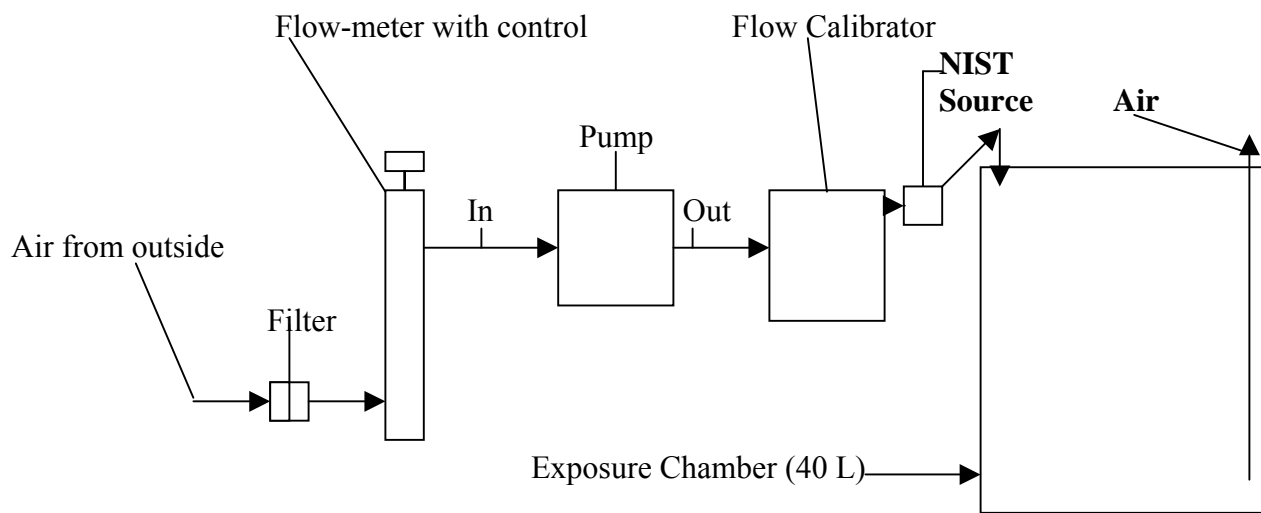 Flow-meter with control
Flow Calibrator
NIST
Source
Air
Pump
In
Out
Air from outside
Filter
Exposure Chamber (40 L)